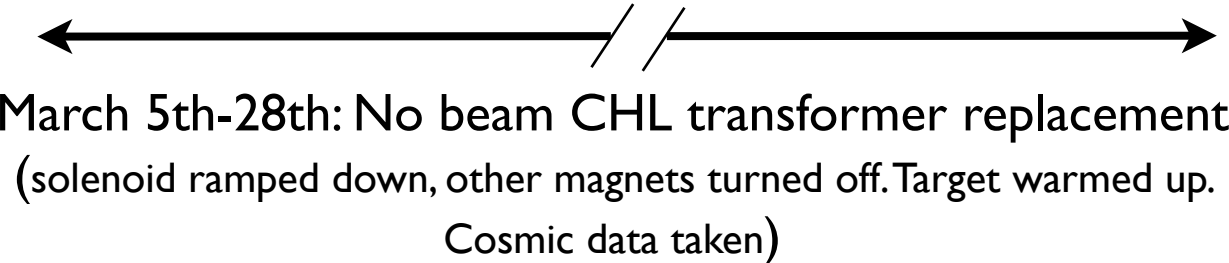 March 5th-28th: No beam CHL transformer replacement
(solenoid ramped down, other magnets turned off. Target warmed up.
Cosmic data taken)